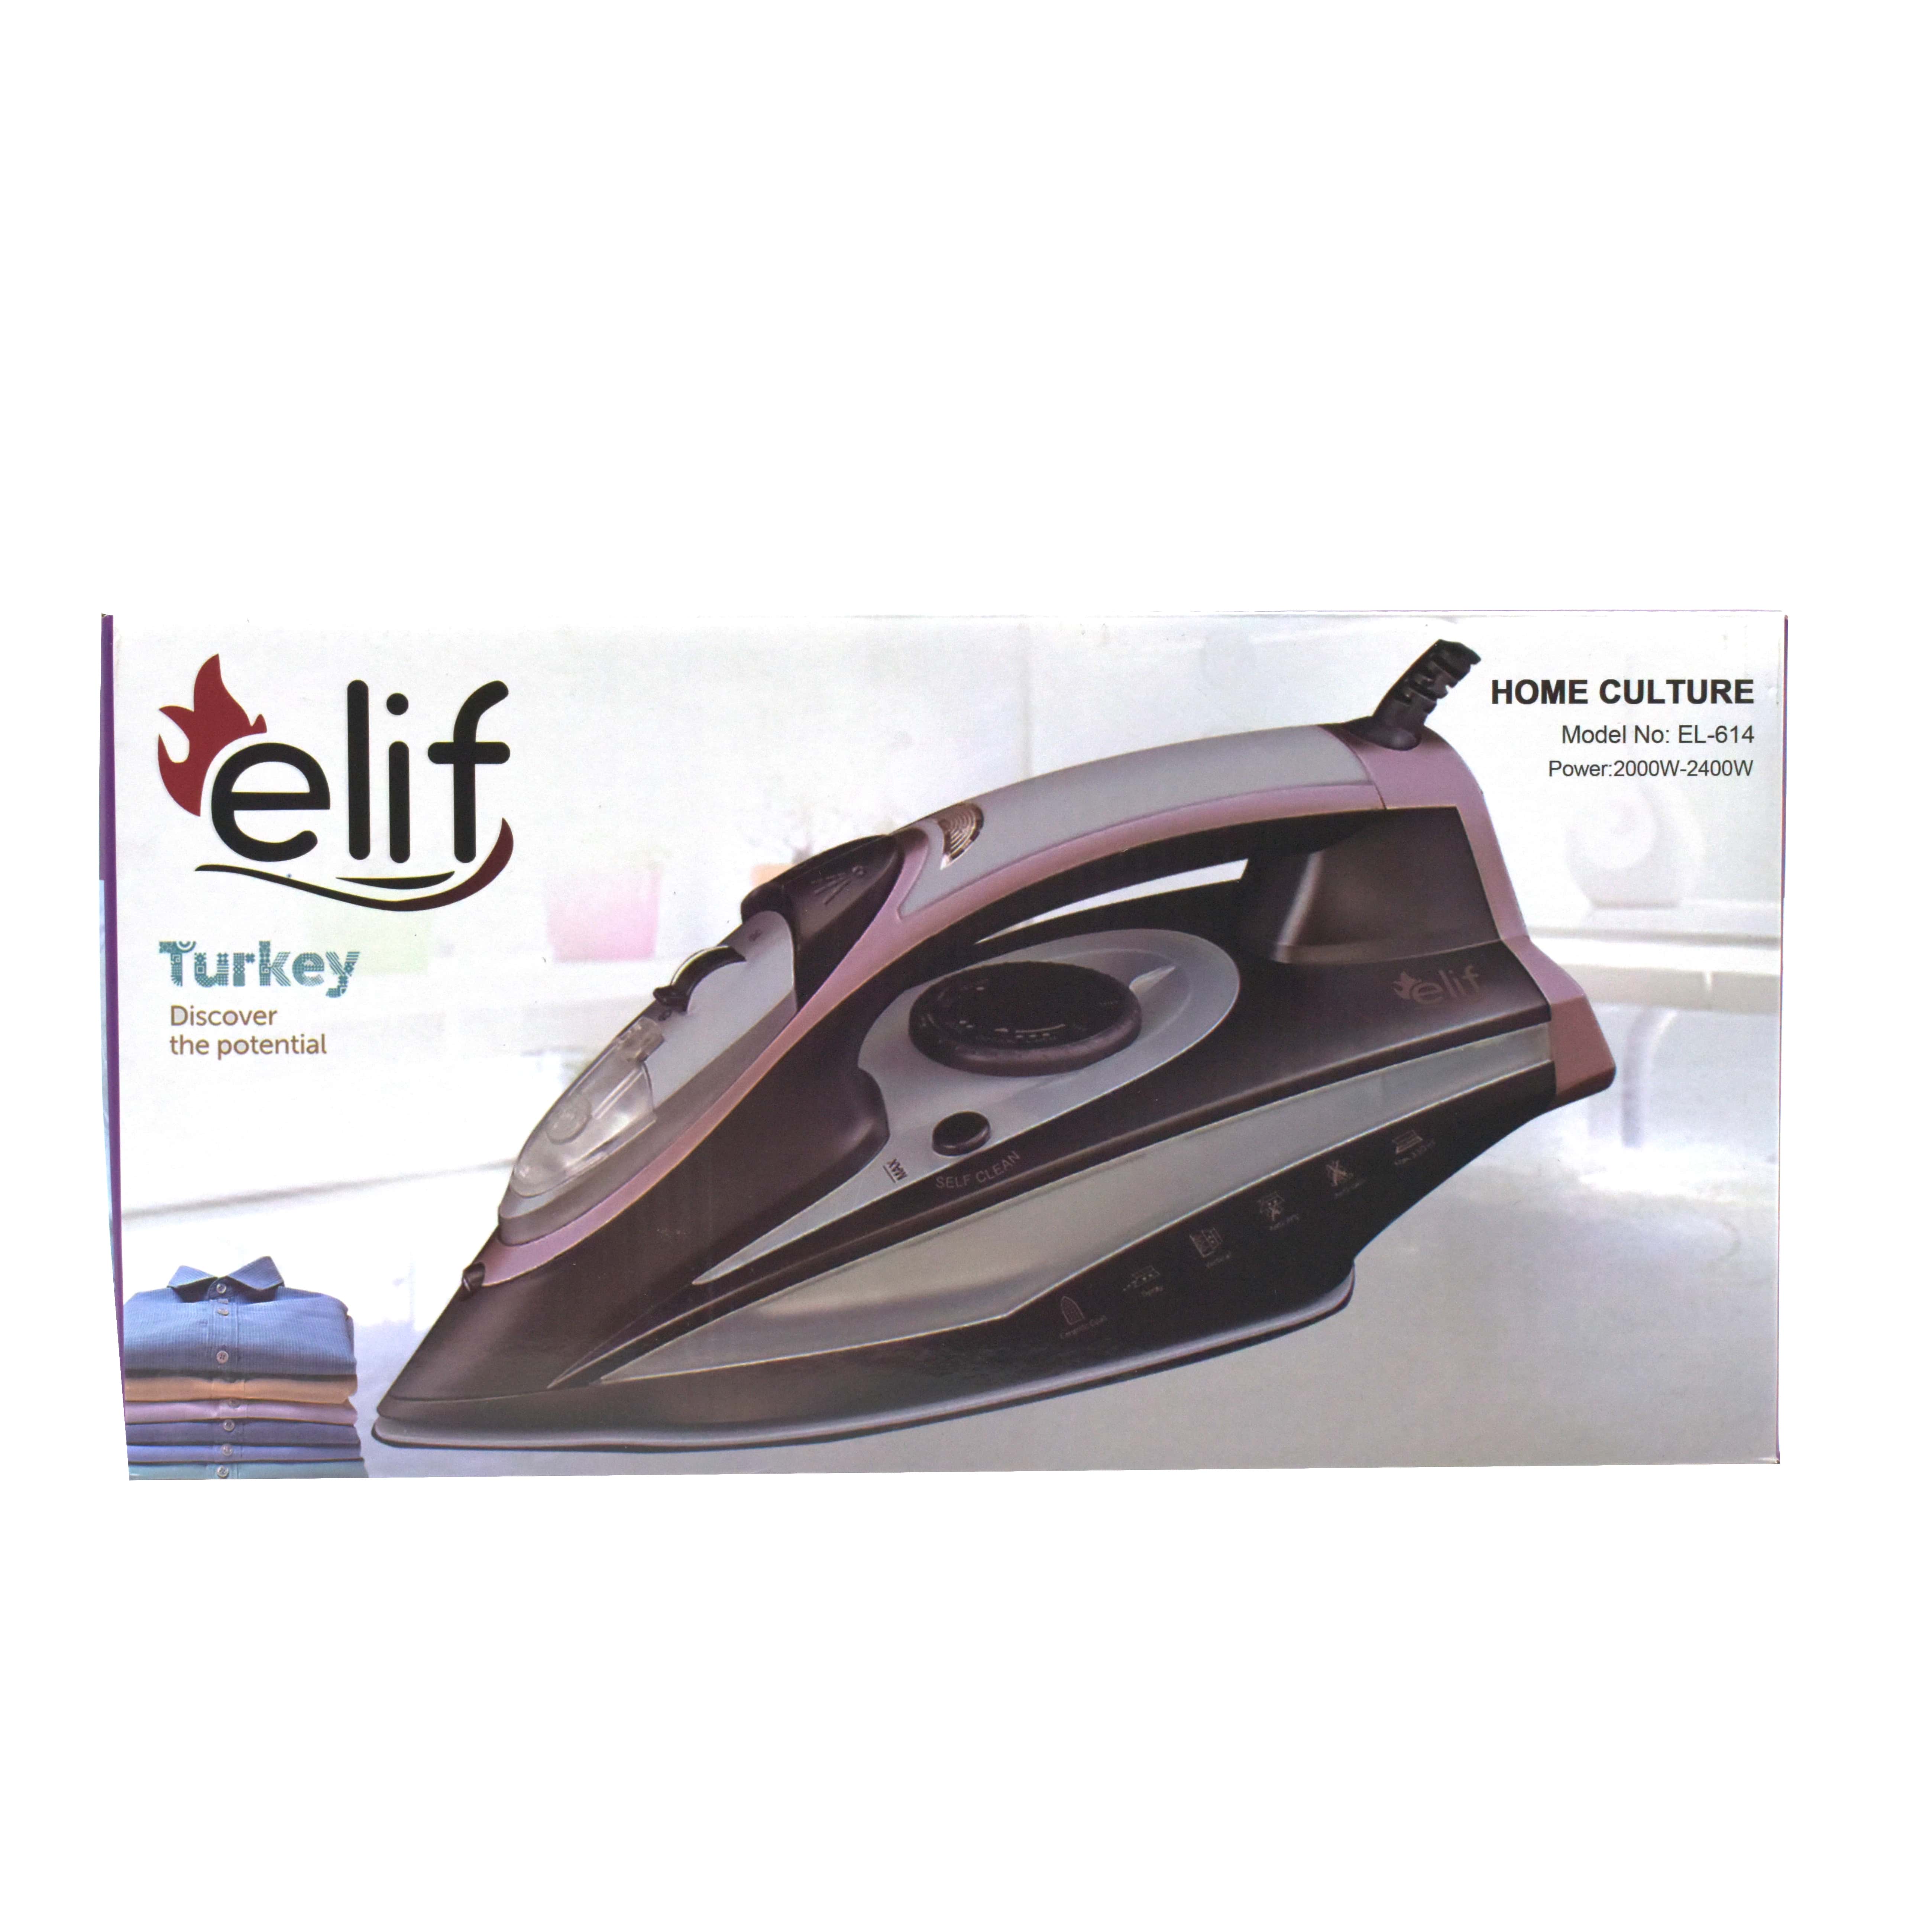 elif
HOME CULTURE
Model No: EL-614
Power:2000W-2400W
Turkey
Discover
the potential
elif
MAX
SELF CLEAN